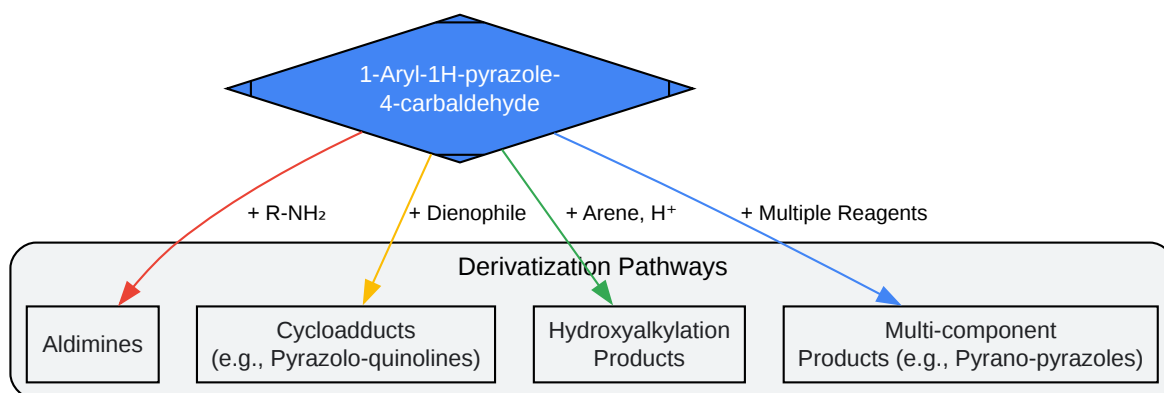 1-Aryl-1H-pyrazole-
4-carbaldehyde
+ R-NH₂
+ Dienophile
+ Arene, H⁺
+ Multiple Reagents
Derivatization Pathways
Aldimines
Cycloadducts
(e.g., Pyrazolo-quinolines)
Hydroxyalkylation
Products
Multi-component
Products (e.g., Pyrano-pyrazoles)